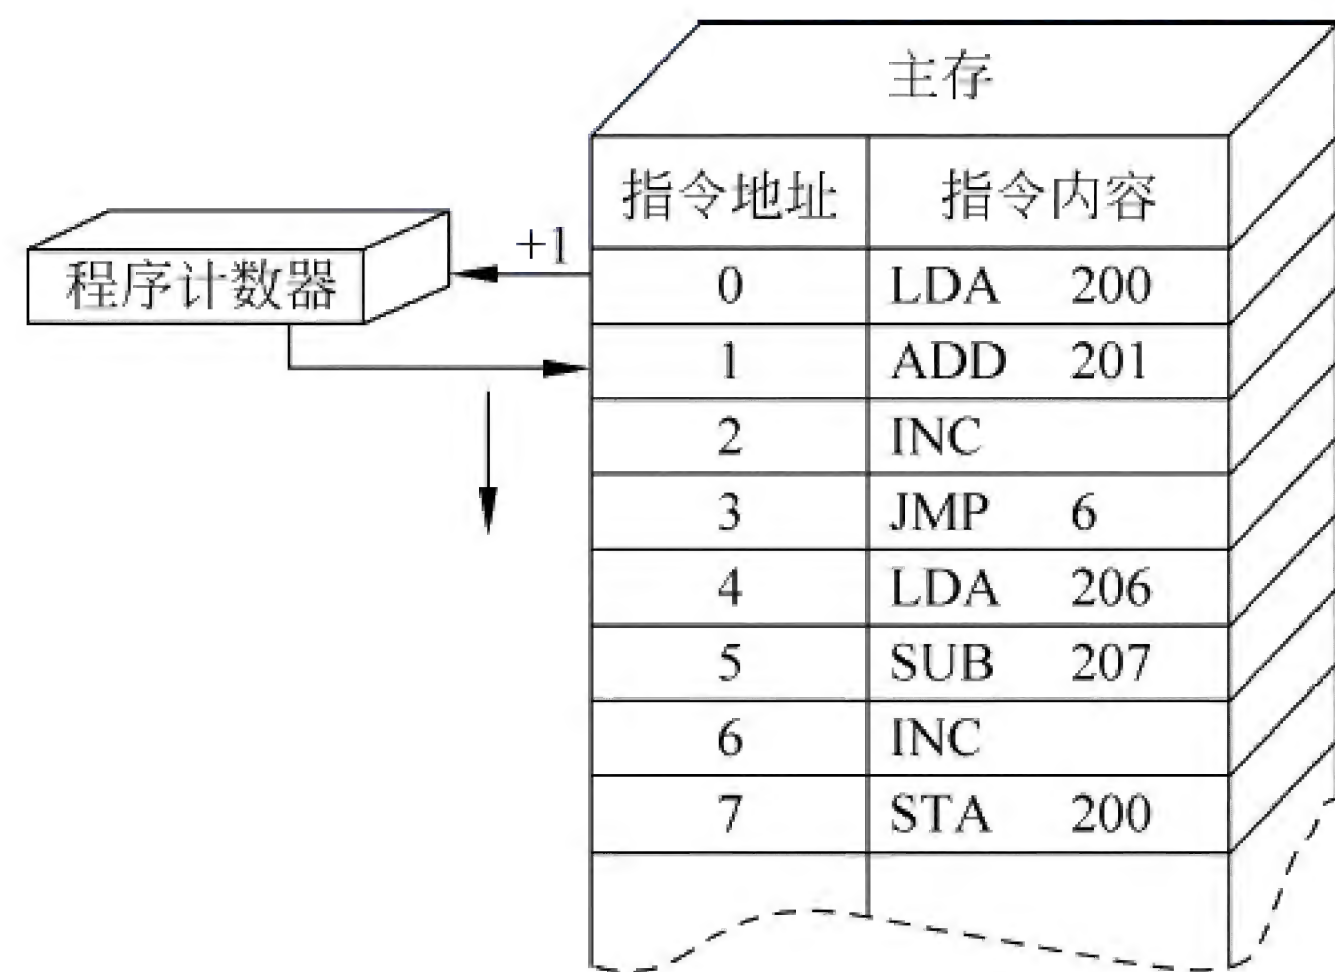 主存
指令地址 指令内容
程序计数器
+1
0 LDA 200
1 ADD 201
2 INC
3 JMP 6
4 LDA 206
5 SUB 207
6 INC
7 STA 200